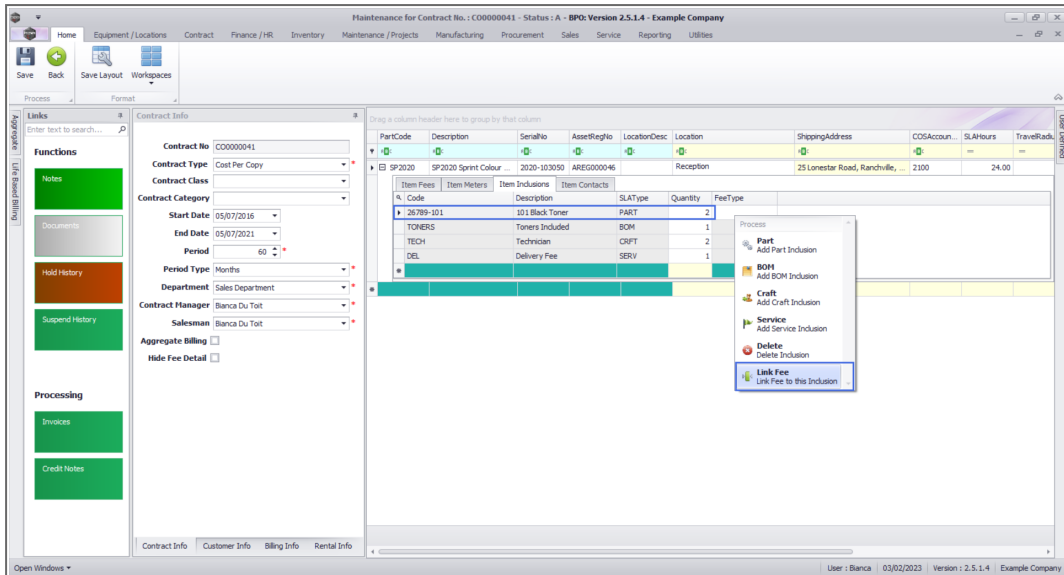 Maintenance for Contract No. : CO0000041 - Status : A - BPO: Version 2.5.1.4 - Example Company
Home Equipment / Locations Contract Finance / HR Inventory Maintenance / Projects Manufacturing Procurement Sales Service Reporting Utilities
Save Back Save Layout Workspaces
Process Format
Aggregate
Life Based Billing
Links
Enter text to search...
Functions
Notes
Documents
Hold History
Suspend History
Processing
Invoices
Credit Notes
Contract Info
Contract No CO0000041
Contract Type Cost Per Copy *
Contract Class
Contract Category
Start Date 05/07/2016
End Date 05/07/2021
Period 60 *
Period Type Months *
Department Sales Department *
Contract Manager Bianca Du Toit *
Salesman Bianca Du Toit *
Aggregate Billing
Hide Fee Detail
Contract Info Customer Info Billing Info Rental Info
Drag a column header here to group by that column
PartCode Description SerialNo AssetRegNo LocationDesc Location ShippingAddress COSAccoun... SLAHours TravelRadiu
SP2020 SP2020 Sprint Colour ... 2020-103050 AREG000046 Reception 25 Lonestar Road, Ranchville, ... 2100 24.00
Item Fees Item Meters Item Inclusions Item Contacts
Code Description SLAType Quantity FeeType
26789-101 101 Black Toner PART 2
TONERS Toners Included BOM 1
TECH Technician CRFT 2
DEL Delivery Fee SERV 1
Process
Part
Add Part Inclusion
BOM
Add BOM Inclusion
Craft
Add Craft Inclusion
Service
Add Service Inclusion
Delete
Delete Inclusion
Link Fee
Link Fee to this Inclusion
User Defined
Open Windows
User : Bianca 03/02/2023 Version : 2.5.1.4 Example Company